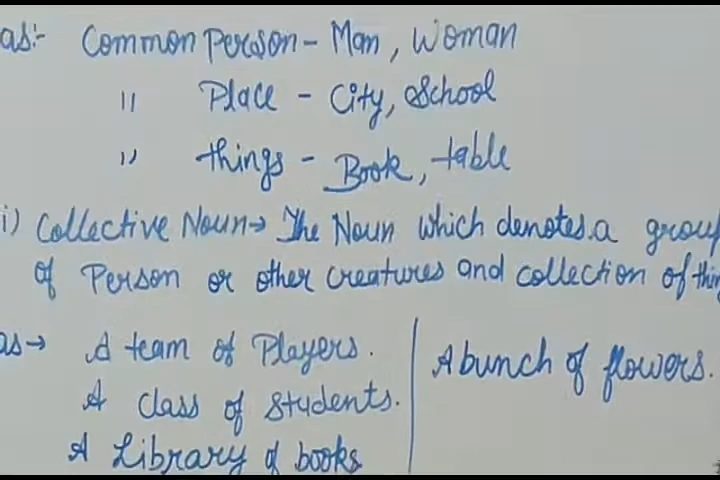 as:- Common Person - Man, Woman
" Place - City, School
" things - Book, table
i) Collective Noun → The Noun which denotes a group
of Person or other creatures and collection of thin
as → A team of Players.
A class of Students.
A Library of books
A bunch of flowers.